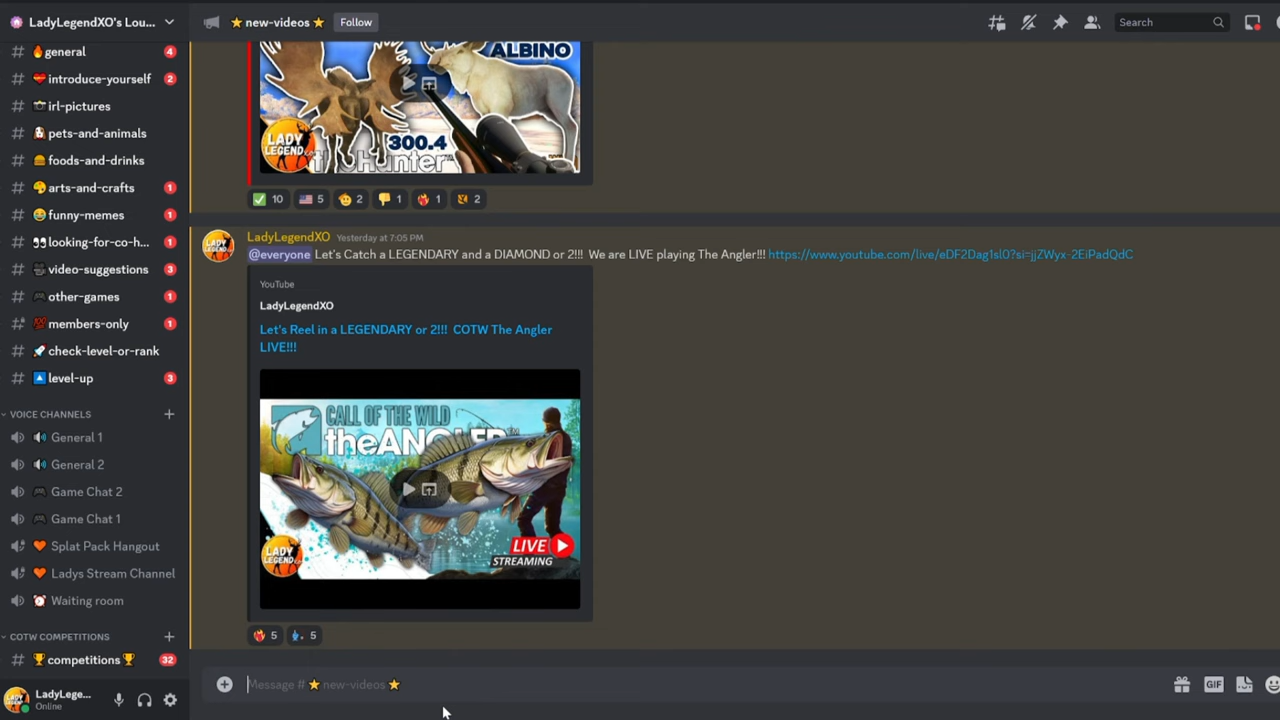 LadyLegendXO's Lou...
general 4
introduce-yourself 2
irl-pictures
pets-and-animals
foods-and-drinks
arts-and-crafts 1
funny-memes 1
looking-for-co-h... 1
video-suggestions 3
other-games 1
members-only 1
check-level-or-rank
level-up 3
VOICE CHANNELS
General 1
General 2
Game Chat 2
Game Chat 1
Splat Pack Hangout
Ladys Stream Channel
Waiting room
COTW COMPETITIONS
competitions 32
LadyLege...
Online
new-videos Follow
Search
ALBINO
300.4
LADY
LEGEND
theHunter
10 5 2 1 1 2
LadyLegendXO Yesterday at 7:05 PM
@everyone Let's Catch a LEGENDARY and a DIAMOND or 2!!! We are LIVE playing The Angler!!! https://www.youtube.com/live/eDF2Dag1sl0?si=jjZWyx-2EiPadQdC
YouTube
LadyLegendXO
Let's Reel in a LEGENDARY or 2!!! COTW The Angler
LIVE!!!
CALL OF THE WILD
theANGLER™
LADY
LEGEND
LIVE
STREAMING
5 5
Message # new-videos
GIF